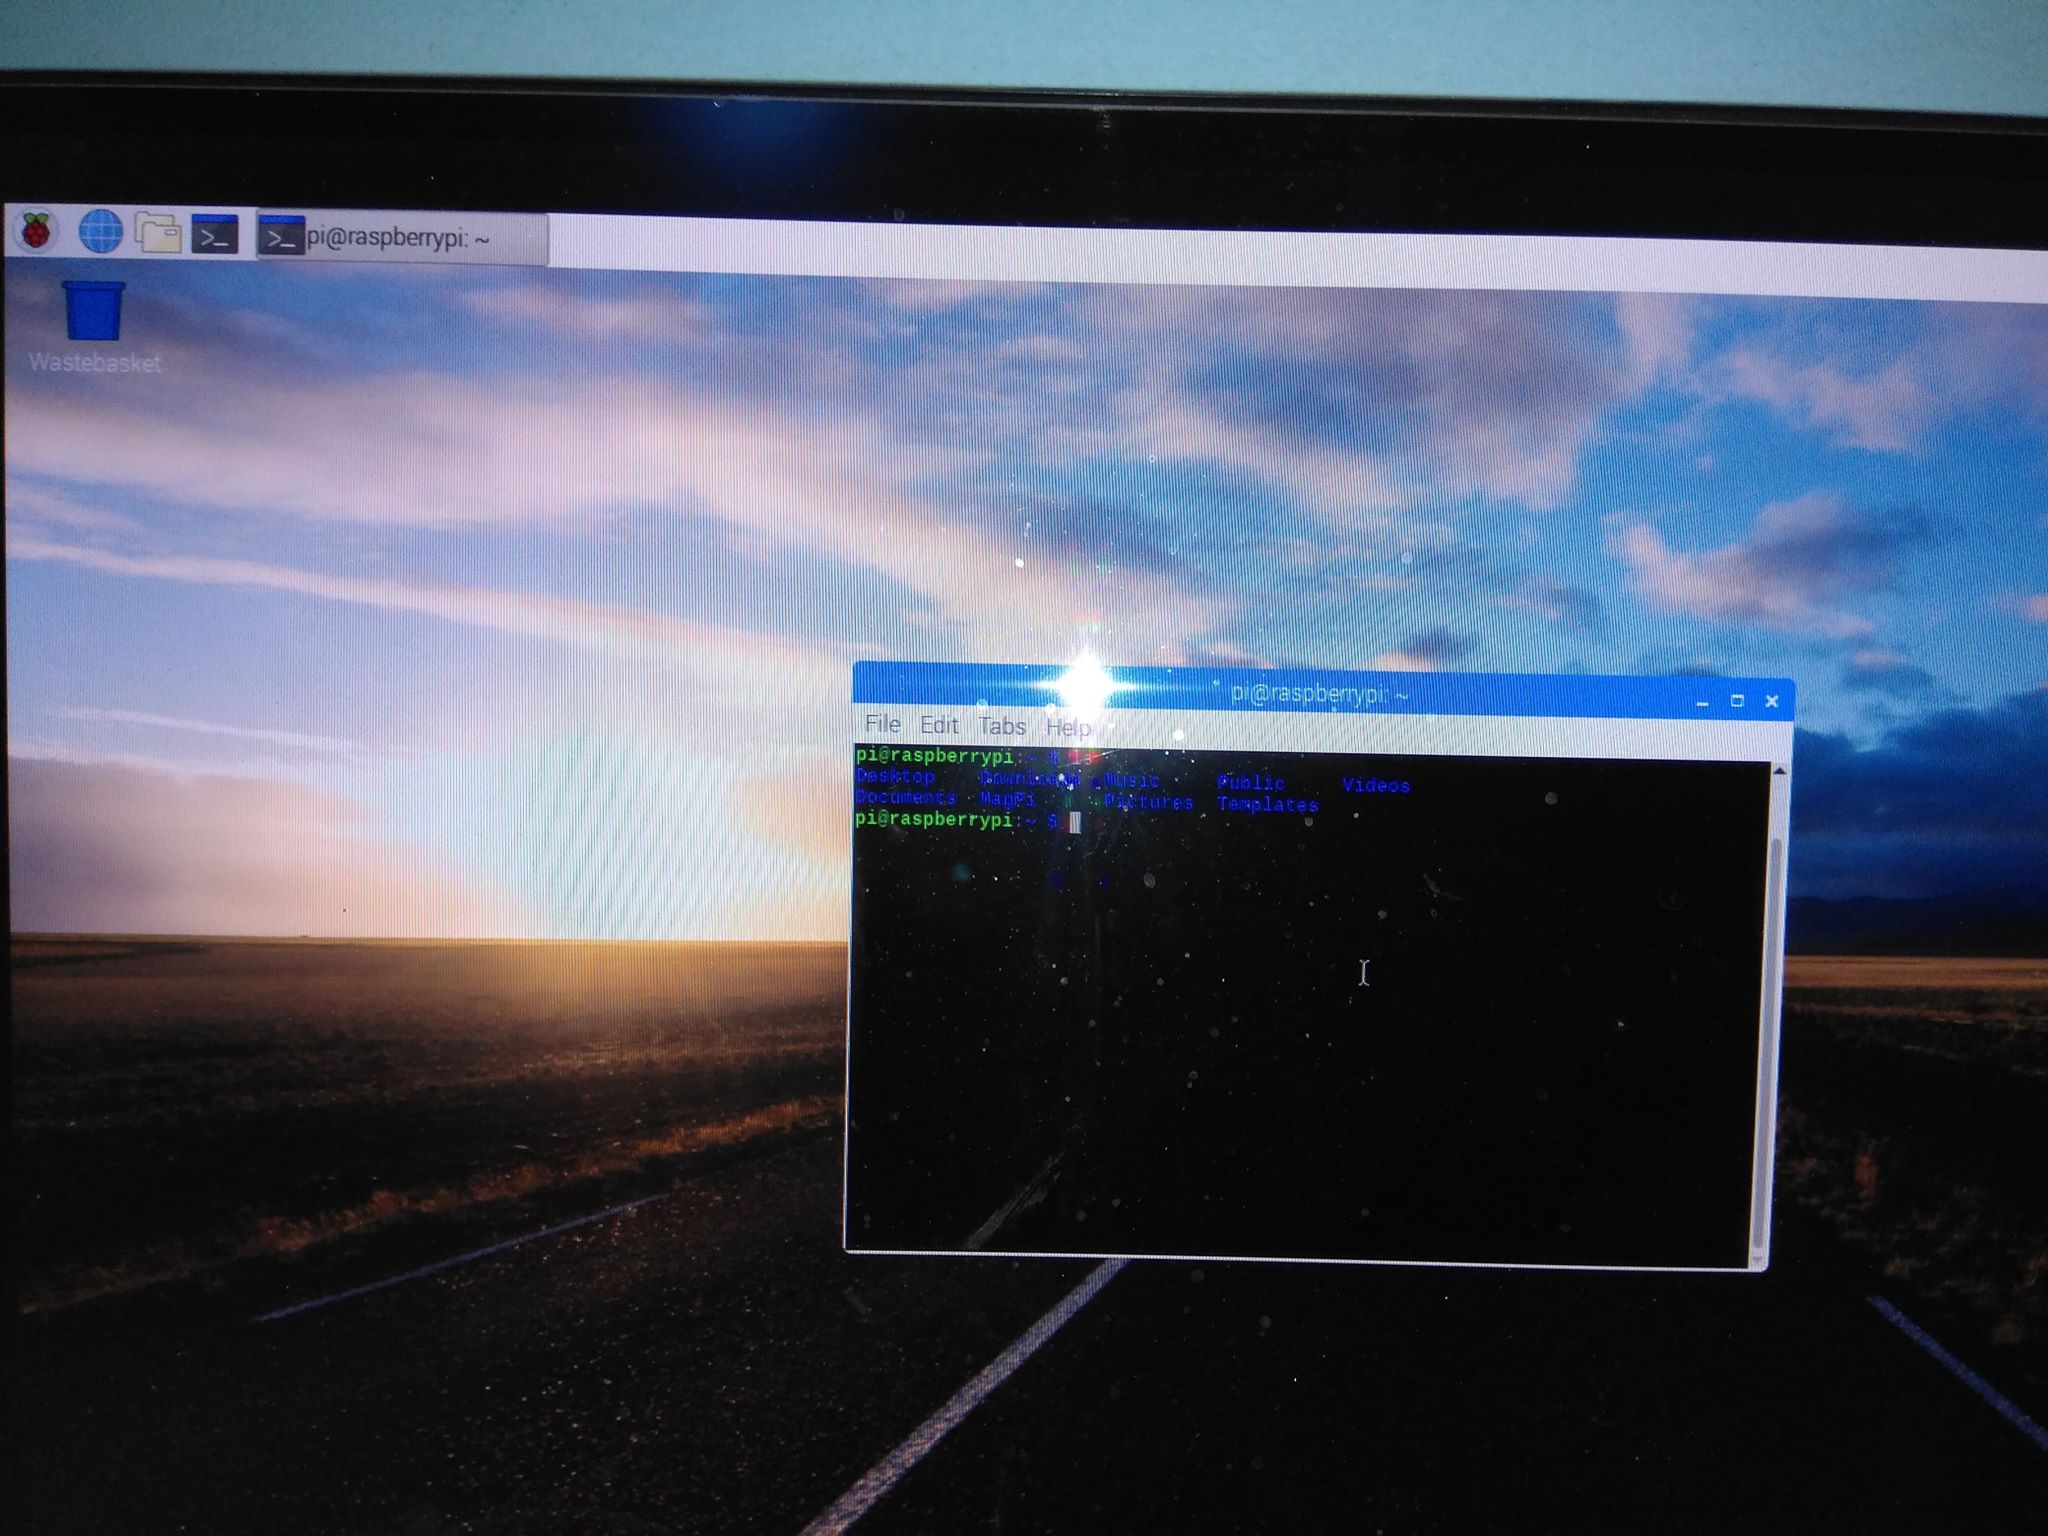 pi@raspberrypi: ~
Wastebasket
pi@raspberrypi: ~
File Edit Tabs Help
pi@raspberrypi:~ $ ls
Desktop Downloads Music Public Videos
Documents MagPi Pictures Templates
pi@raspberrypi:~ $